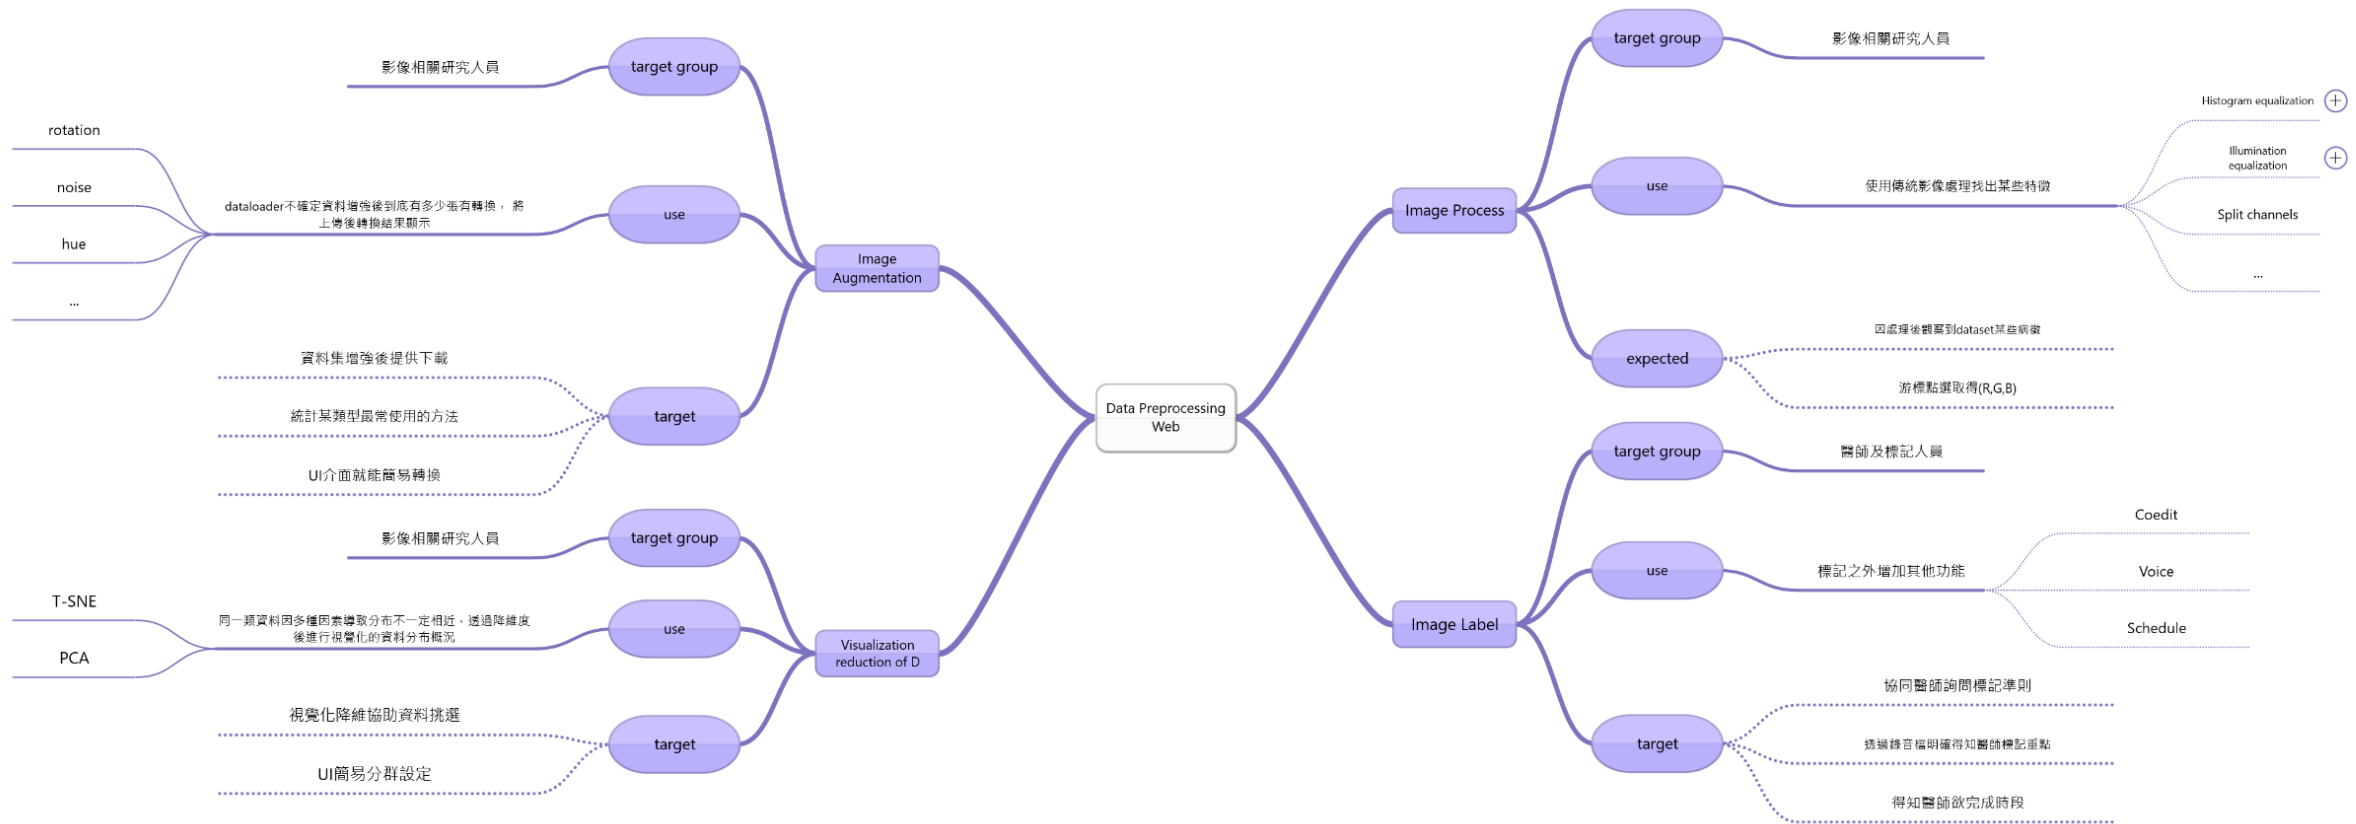 Data Preprocessing
Web
Image
Augmentation
target group
影像相關研究人員
use
dataloader不確定資料增強後到底有多少張有轉換， 將
上傳後轉換結果顯示
rotation
noise
hue
...
target
資料集增強後提供下載
統計某類型最常使用的方法
UI介面就能簡易轉換
Visualization
reduction of D
target group
影像相關研究人員
use
同一類資料因多種因素導致分布不一定相近，透過降維度
後進行視覺化的資料分布概況
T-SNE
PCA
target
視覺化降維協助資料挑選
UI簡易分群設定
Image Process
target group
影像相關研究人員
use
使用傳統影像處理找出某些特徵
Histogram equalization
Illumination
equalization
Split channels
...
expected
因處理後觀察到dataset某些病徵
游標點選取得(R,G,B)
Image Label
target group
醫師及標記人員
use
標記之外增加其他功能
Coedit
Voice
Schedule
target
協同醫師詢問標記準則
透過錄音檔明確得知醫師標記重點
得知醫師欲完成時段